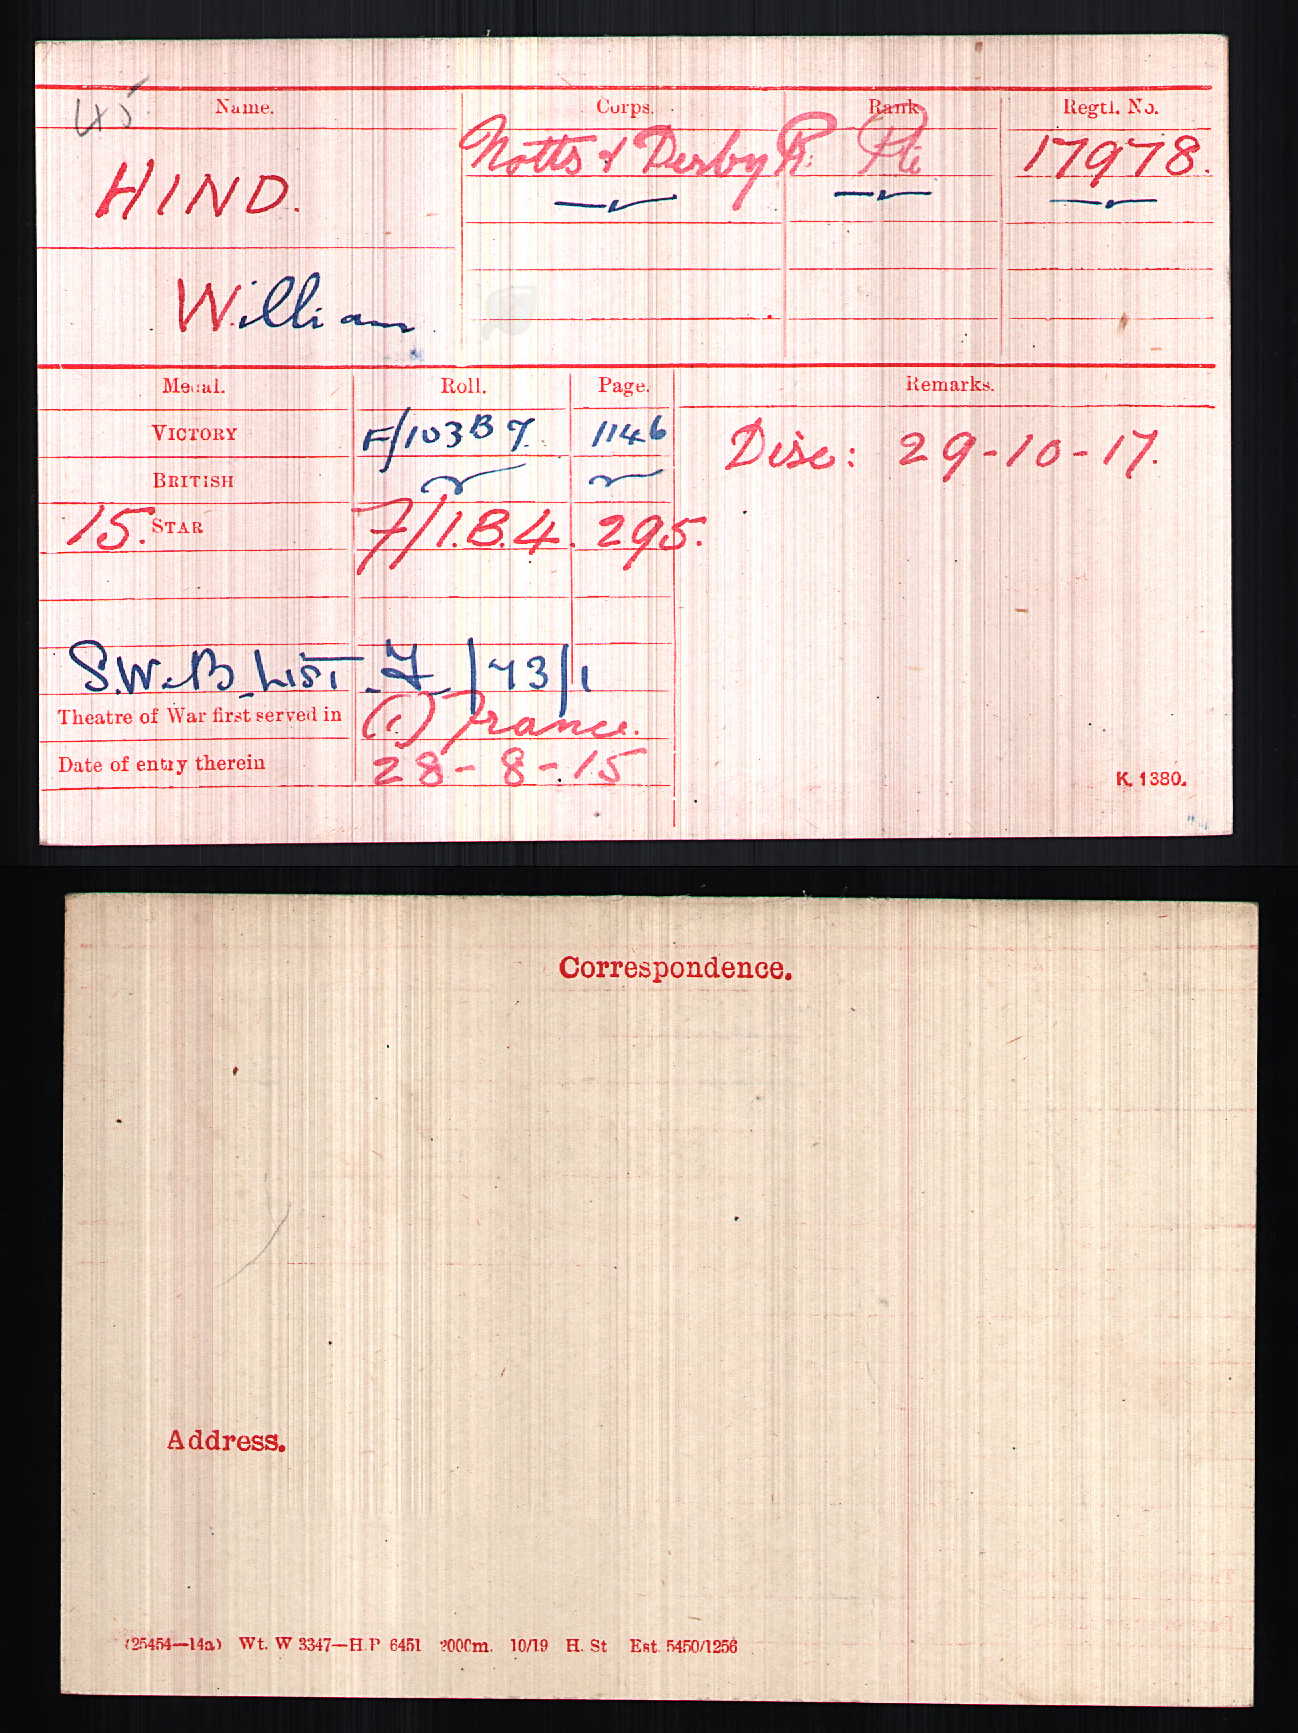 45
Name. Corps. Rank Regtl. No.
HIND. Notts & Derby R. Pte 17978.
William
Medal. Roll. Page. Remarks.
VICTORY F/103B7. 1146 Disc: 29-10-17.
BRITISH
15. STAR F/1.B.4. 295.
S.W.B. LIST. F/73/1
Theatre of War first served in (1) France.
Date of entry therein 28-8-15
K. 1380.
Correspondence.
Address.
(25454—14a) Wt. W 3347—H.P 6451 2000m. 10/19 H. St Est. 5450/1256